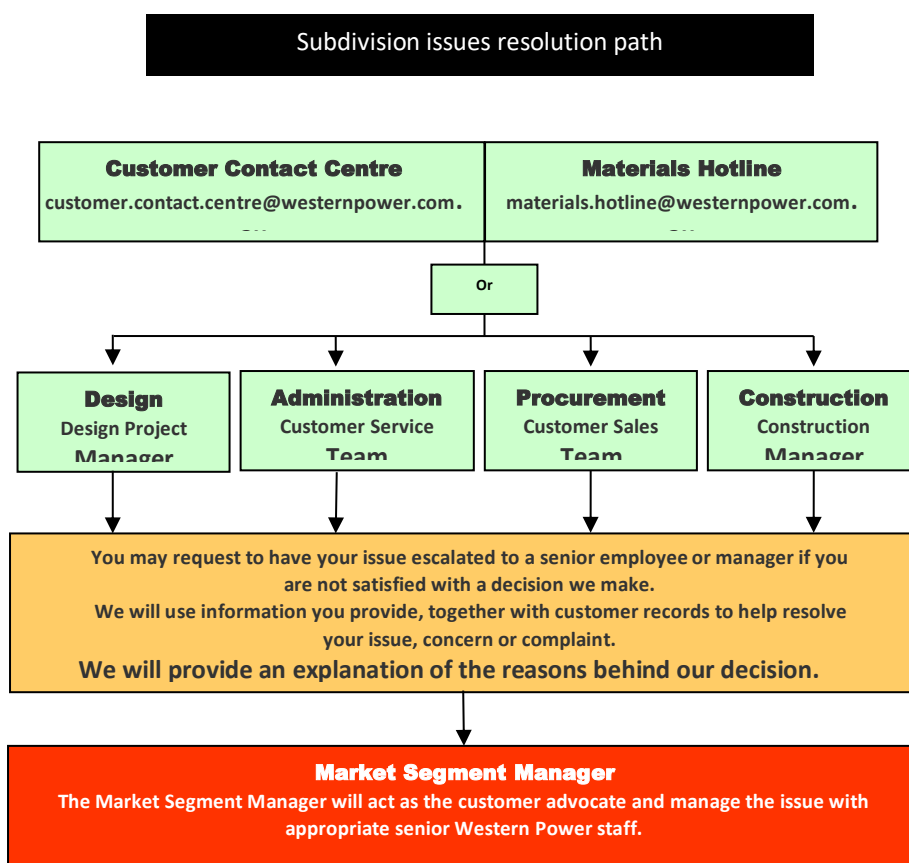 Subdivision issues resolution path
Customer Contact Centre
customer.contact.centre@westernpower.com.
Materials Hotline
materials.hotline@westernpower.com.
Or
Design
Design Project
Manager
Administration
Customer Service
Team
Procurement
Customer Sales
Team
Construction
Construction
Manager
You may request to have your issue escalated to a senior employee or manager if you
are not satisfied with a decision we make.
We will use information you provide, together with customer records to help resolve
your issue, concern or complaint.
We will provide an explanation of the reasons behind our decision.
Market Segment Manager
The Market Segment Manager will act as the customer advocate and manage the issue with
appropriate senior Western Power staff.